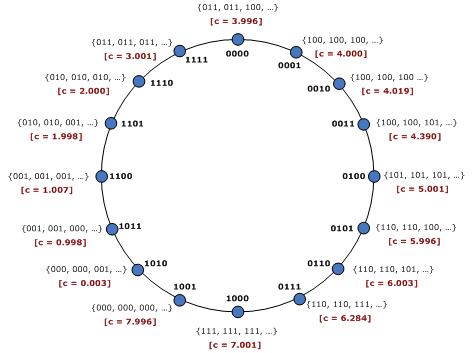 {011, 011, 100, …}
[c = 3.996]
0000
{100, 100, 100, …}
[c = 4.000]
0001
{100, 100, 100 …}
[c = 4.019]
0010
{100, 100, 101, …}
[c = 4.390]
0011
{101, 101, 101, …}
[c = 5.001]
0100
{110, 110, 100, …}
[c = 5.996]
0101
{110, 110, 101, …}
[c = 6.003]
0110
{110, 110, 111, …}
[c = 6.284]
0111
{111, 111, 111, …}
[c = 7.001]
1000
{000, 000, 000, …}
[c = 7.996]
1001
{000, 000, 001, …}
[c = 0.003]
1010
{001, 001, 000, …}
[c = 0.998]
1011
{001, 001, 001, …}
[c = 1.007]
1100
{010, 010, 001, …}
[c = 1.998]
1101
{010, 010, 010, …}
[c = 2.000]
1110
{011, 011, 011, …}
[c = 3.001]
1111